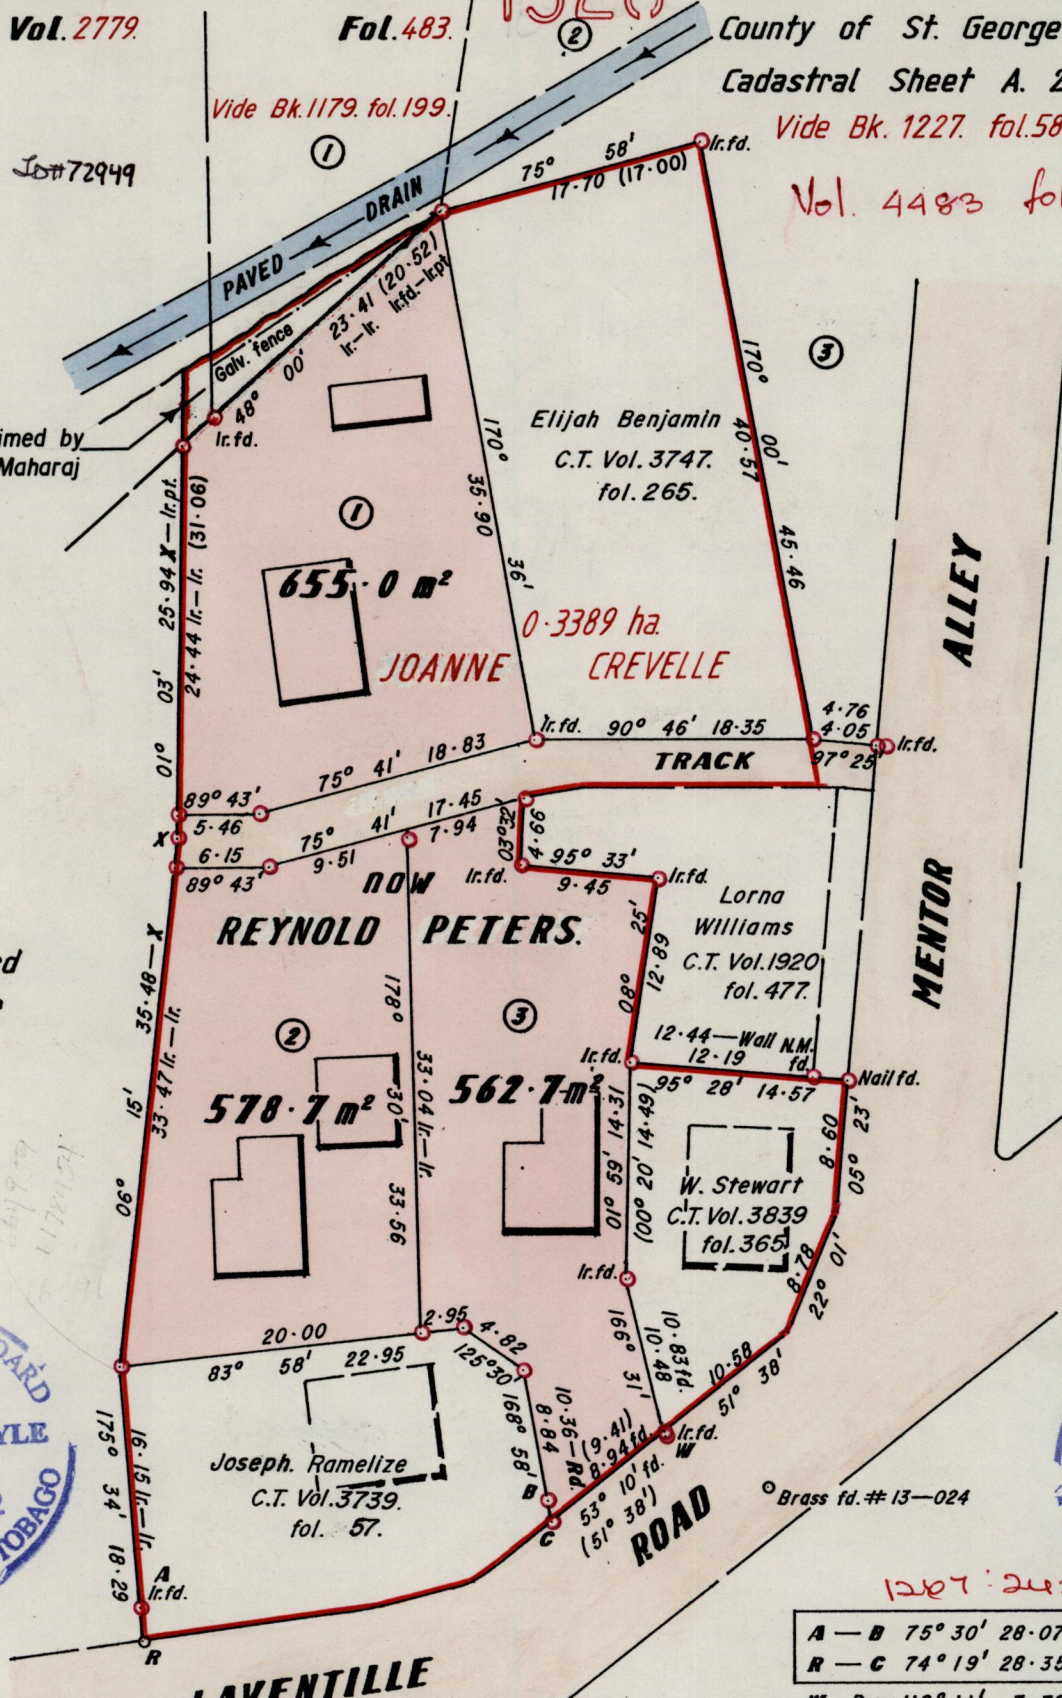 Vol. 2779.
Fol. 483.
②
County of St. George
Cadastral Sheet A. 2
Vide Bk. 1179. fol. 199.
Vide Bk. 1227. fol. 58
①
Jo#72949
Vol. 4483 fo
75° 58'
17·70 (17·00)
Ir.fd.
PAVED DRAIN
23·41 (20·52)
Ir.—Ir. Ir.fd.—Ir.pt.
Galv. fence
48° 00'
Ir.fd.
imed by
Maharaj
③
170° 00'
40·57
45·46
Elijah Benjamin
C.T. Vol. 3747.
fol. 265.
170° 36'
35·90
①
655·0 m²
25·94 X—Ir.pt.
24·44 Ir.—Ir. (31·06)
01° 03'
0·3389 ha.
JOANNE CREVELLE
ALLEY
MENTOR
4·76
4·05
Ir.fd.
97° 25'
Ir.fd.
90° 46' 18·35
TRACK
75° 41' 18·83
89° 43'
5·46
X
6·15
89° 43'
75° 41' 17·45
9·51
7·94
4·99
95° 33'
9·45
Ir.fd.
Ir.fd.
now
REYNOLD PETERS.
Lorna
Williams
C.T. Vol. 1920
fol. 477.
08° 25'
12·89
12·44—Wall
N.M.
fd.
12·19
95° 28' 14·57
Ir.fd.
Nail fd.
ed
35·48—X
33·47 Ir.—Ir.
06° 15'
178° 30'
33·04 Ir.—Ir.
33·56
②
578·7 m²
③
562·7 m²
01° 59' 14·31
(00° 20' 14·49)
W. Stewart
C.T. Vol. 3839
fol. 365
8·60
05° 23'
8·78
22° 01'
Ir.fd.
166° 31'
10·48
10·83 fd.
10·58
51° 38'
Ir.fd.
W
20·00
83° 58' 22·95
2·95
4·82
125° 30'
168° 58'
8·84
10·36—Rd.
(9·41)
8·94 fd.
53° 10' fd.
(51° 38')
B
C
Joseph. Ramelize
C.T. Vol. 3739.
fol. 57.
175° 34' 18·29
16·15 Ir.—Ir.
A
Ir.fd.
R
Brass fd. # 13—024
ROAD
LAVENTILLE
OARD
YLE
TOBAGO
A — B 75° 30' 28·07
R — C 74° 19' 28·35